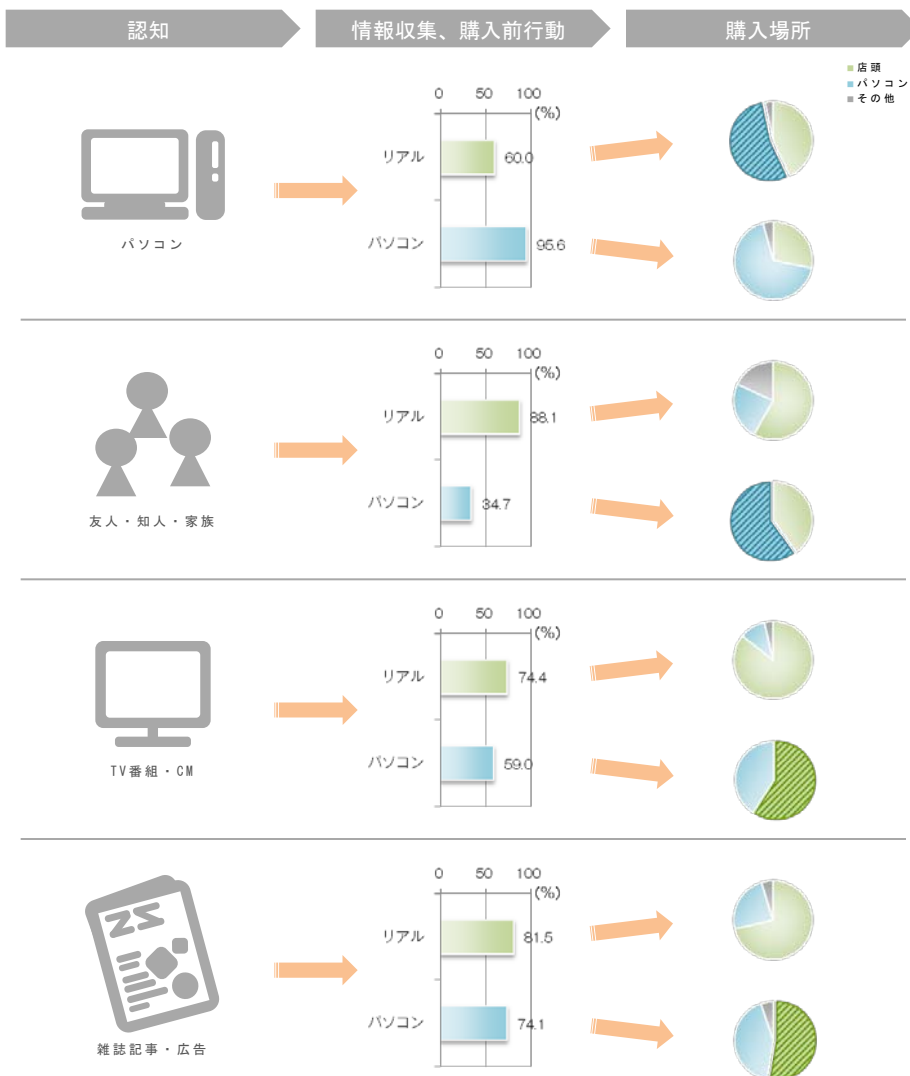 認知
情報収集、購入前行動
購入場所
店頭
パソコン
その他
0 50 100
(%)
リアル 60.0
パソコン 95.6
パソコン
0 50 100
(%)
リアル 88.1
パソコン 34.7
友人・知人・家族
0 50 100
(%)
リアル 74.4
パソコン 59.0
TV番組・CM
0 50 100
(%)
リアル 81.5
パソコン 74.1
雑誌記事・広告